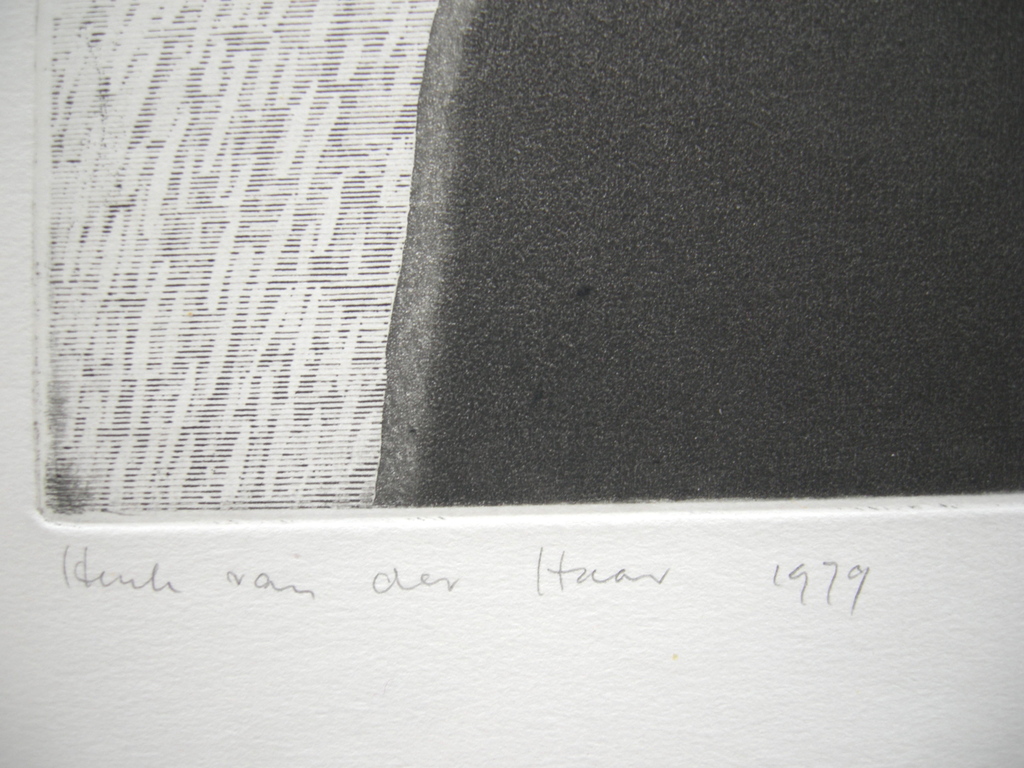 Henk van der Haar 1979